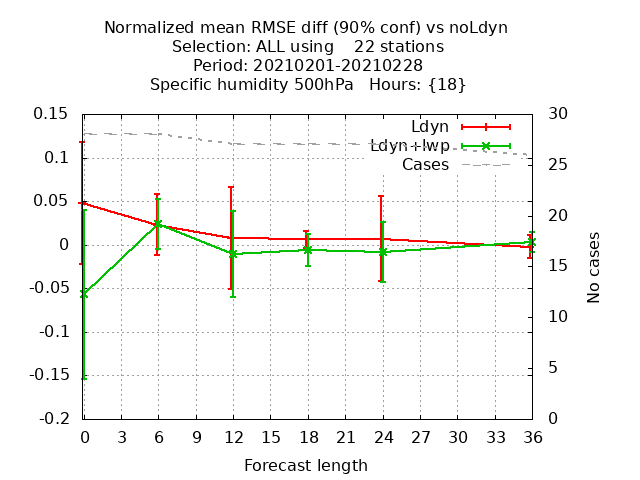 Normalized mean RMSE diff (90% conf) vs noLdyn
Selection: ALL using    22 stations
Period: 20210201-20210228
Specific humidity 500hPa   Hours: {18}
0.15
0.1
0.05
0
-0.05
-0.1
-0.15
-0.2
30
25
20
15
10
5
0
Ldyn
Ldyn+lwp
Cases
No cases
0 3 6 9 12 15 18 21 24 27 30 33 36
Forecast length